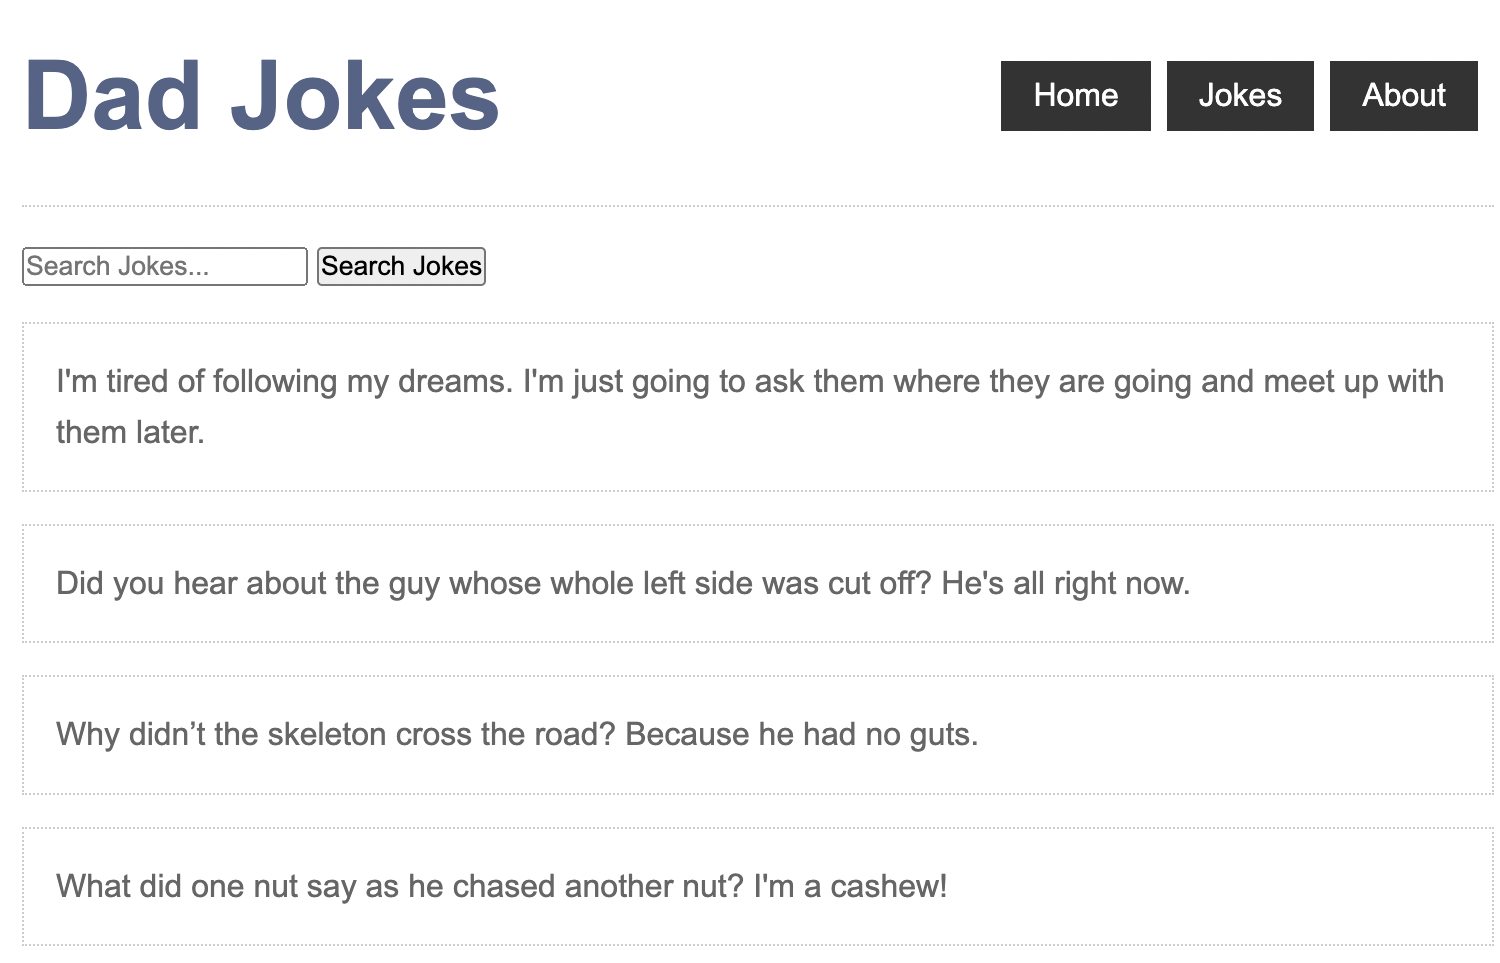 Dad Jokes
Home
Jokes
About
Search Jokes...
Search Jokes
I'm tired of following my dreams. I'm just going to ask them where they are going and meet up with
them later.
Did you hear about the guy whose whole left side was cut off? He's all right now.
Why didn’t the skeleton cross the road? Because he had no guts.
What did one nut say as he chased another nut? I'm a cashew!